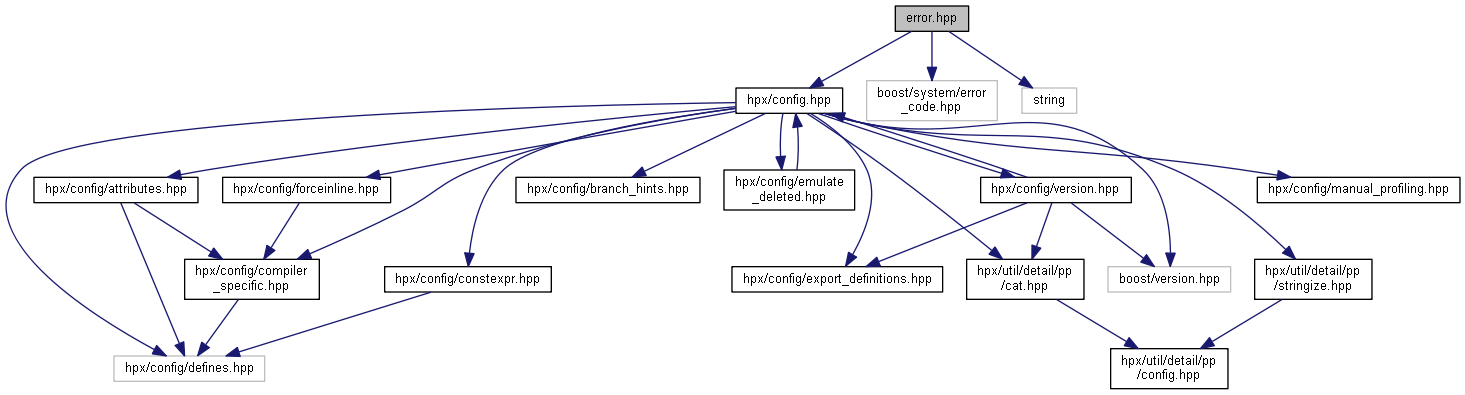 error.hpp
hpx/config.hpp
boost/system/error
_code.hpp
string
hpx/config/attributes.hpp
hpx/config/forceinline.hpp
hpx/config/branch_hints.hpp
hpx/config/emulate
_deleted.hpp
hpx/config/version.hpp
hpx/config/manual_profiling.hpp
hpx/config/compiler
_specific.hpp
hpx/config/constexpr.hpp
hpx/config/export_definitions.hpp
hpx/util/detail/pp
/cat.hpp
boost/version.hpp
hpx/util/detail/pp
/stringize.hpp
hpx/config/defines.hpp
hpx/util/detail/pp
/config.hpp